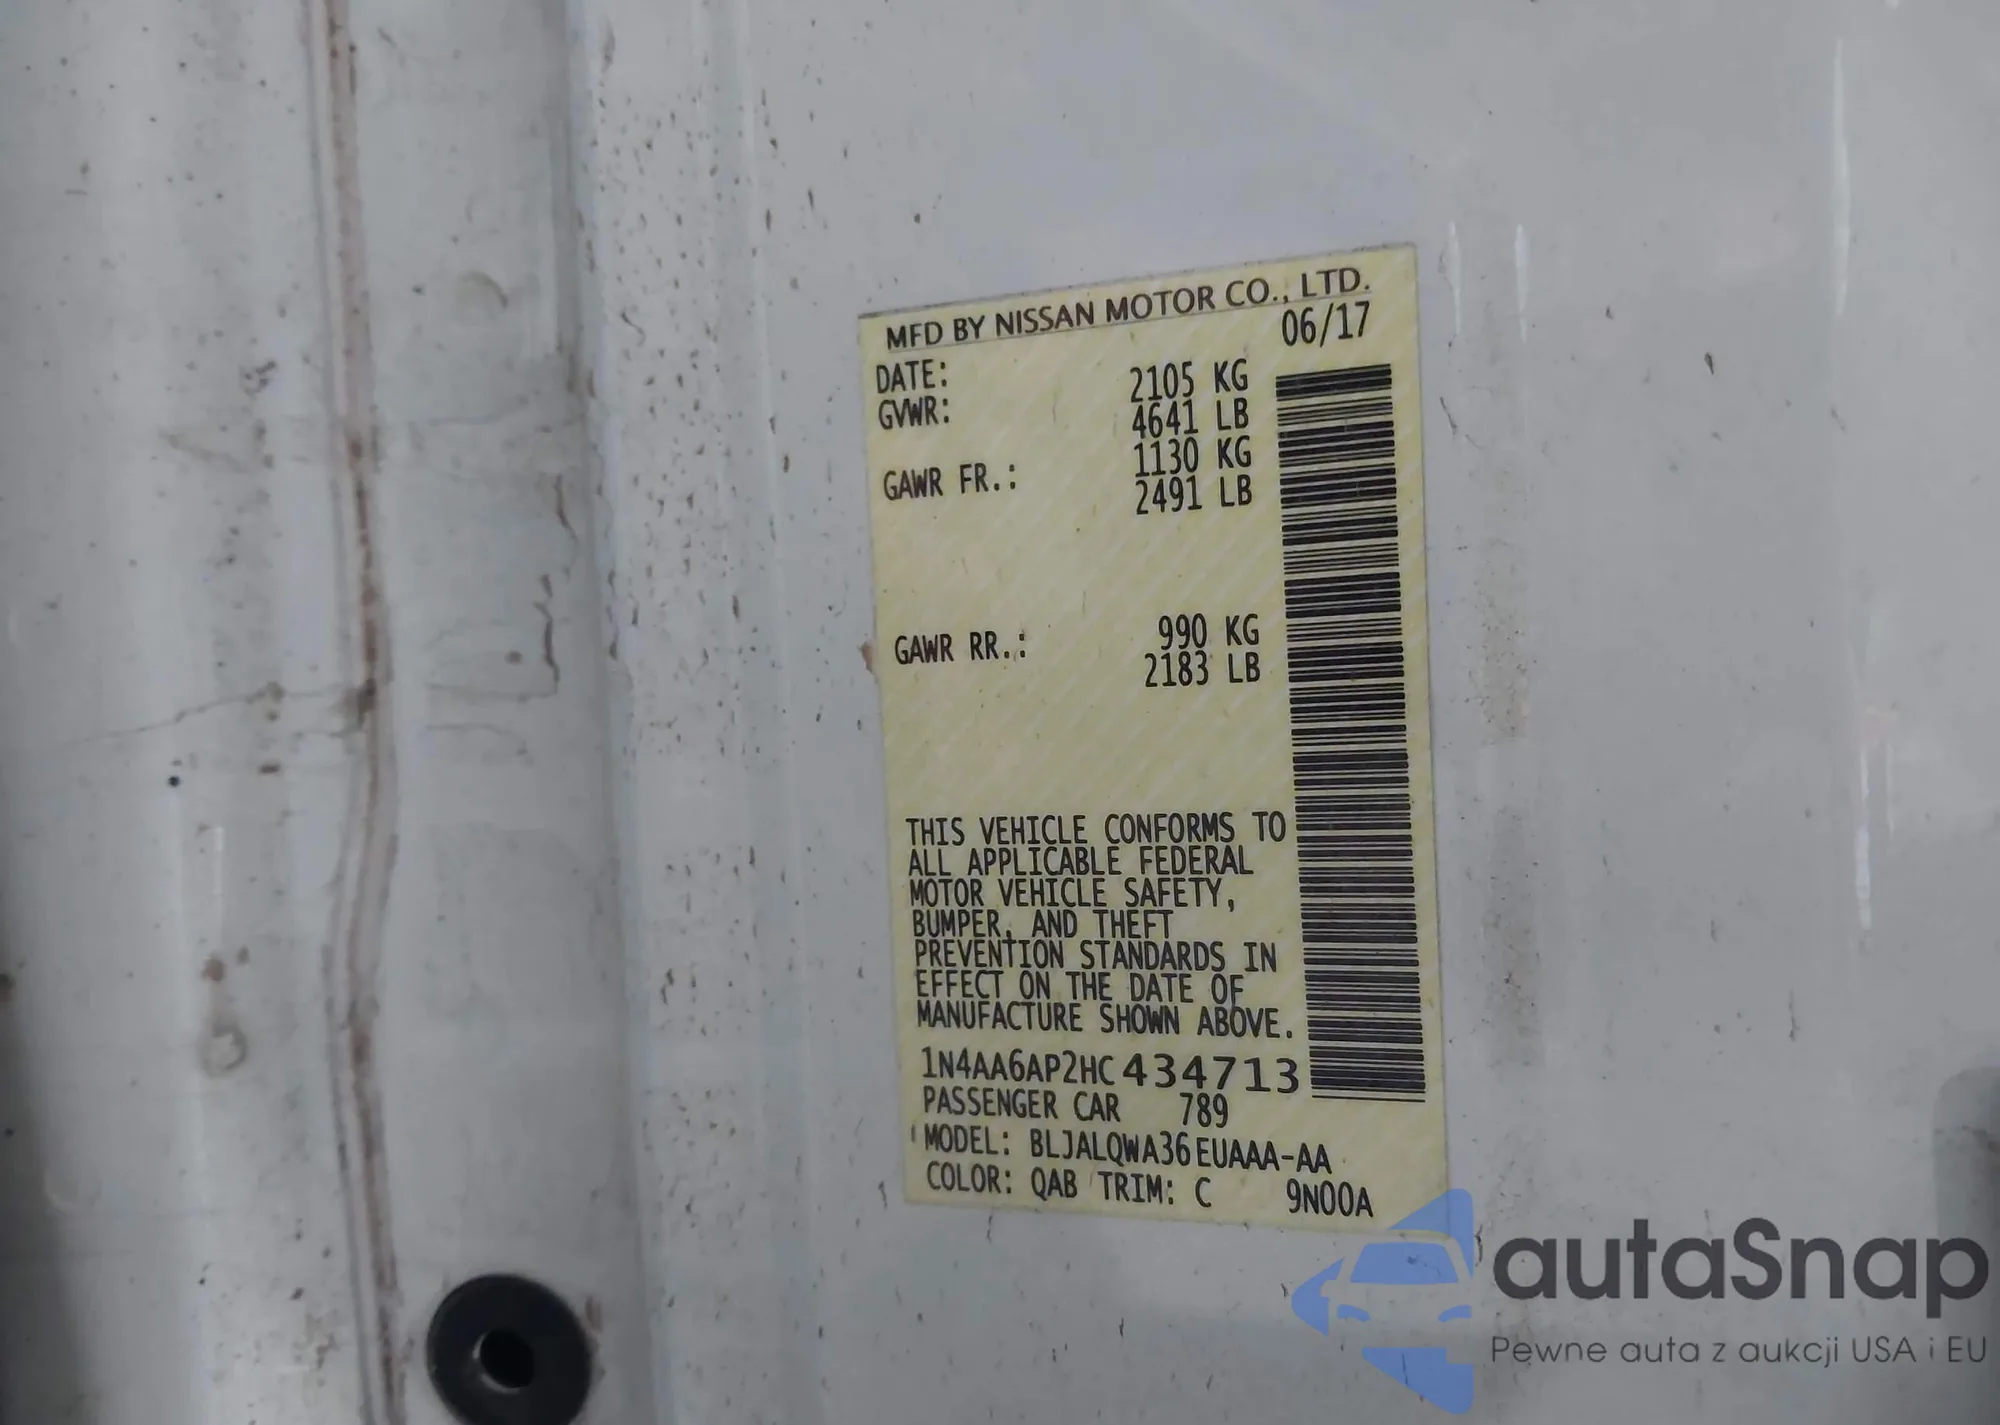 MFD BY NISSAN MOTOR CO., LTD.
DATE: 06/17
GVWR: 2105 KG
4641 LB
GAWR FR.: 1130 KG
2491 LB
GAWR RR.: 990 KG
2183 LB
THIS VEHICLE CONFORMS TO
ALL APPLICABLE FEDERAL
MOTOR VEHICLE SAFETY,
BUMPER, AND THEFT
PREVENTION STANDARDS IN
EFFECT ON THE DATE OF
MANUFACTURE SHOWN ABOVE.
1N4AA6AP2HC434713
PASSENGER CAR 789
MODEL: BLJALQWA36EUAAA-AA
COLOR: QAB TRIM: C 9N00A
autaSnap
Pewne auta z aukcji USA i EU